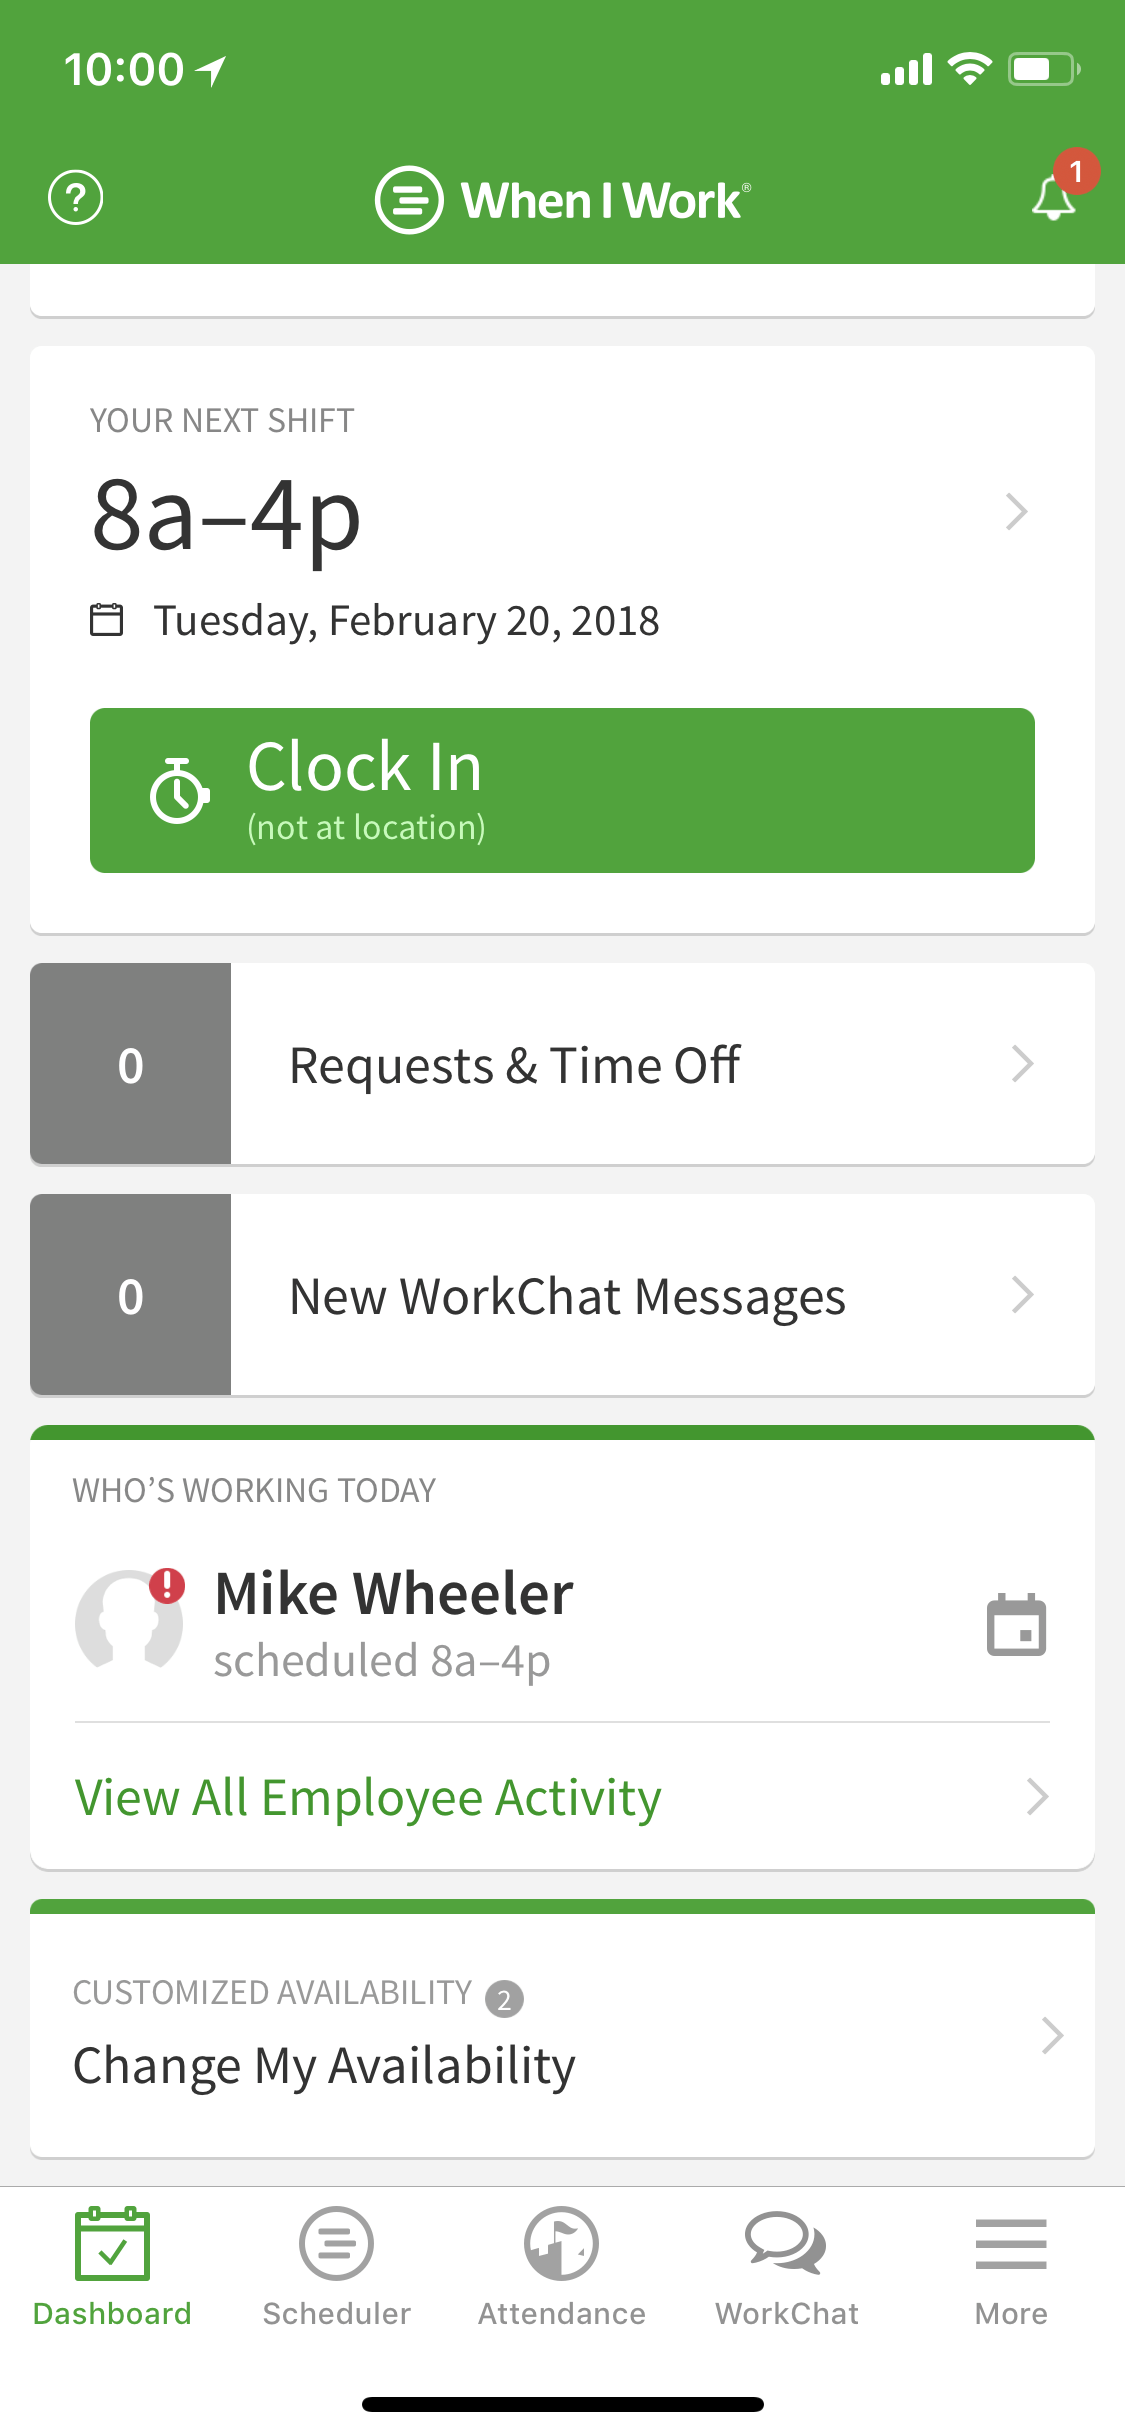 10:00
?
When I Work®
1
YOUR NEXT SHIFT
8a–4p
Tuesday, February 20, 2018
Clock In
(not at location)
0
Requests & Time Off
0
New WorkChat Messages
WHO’S WORKING TODAY
Mike Wheeler
scheduled 8a–4p
View All Employee Activity
CUSTOMIZED AVAILABILITY 2
Change My Availability
Dashboard
Scheduler
Attendance
WorkChat
More